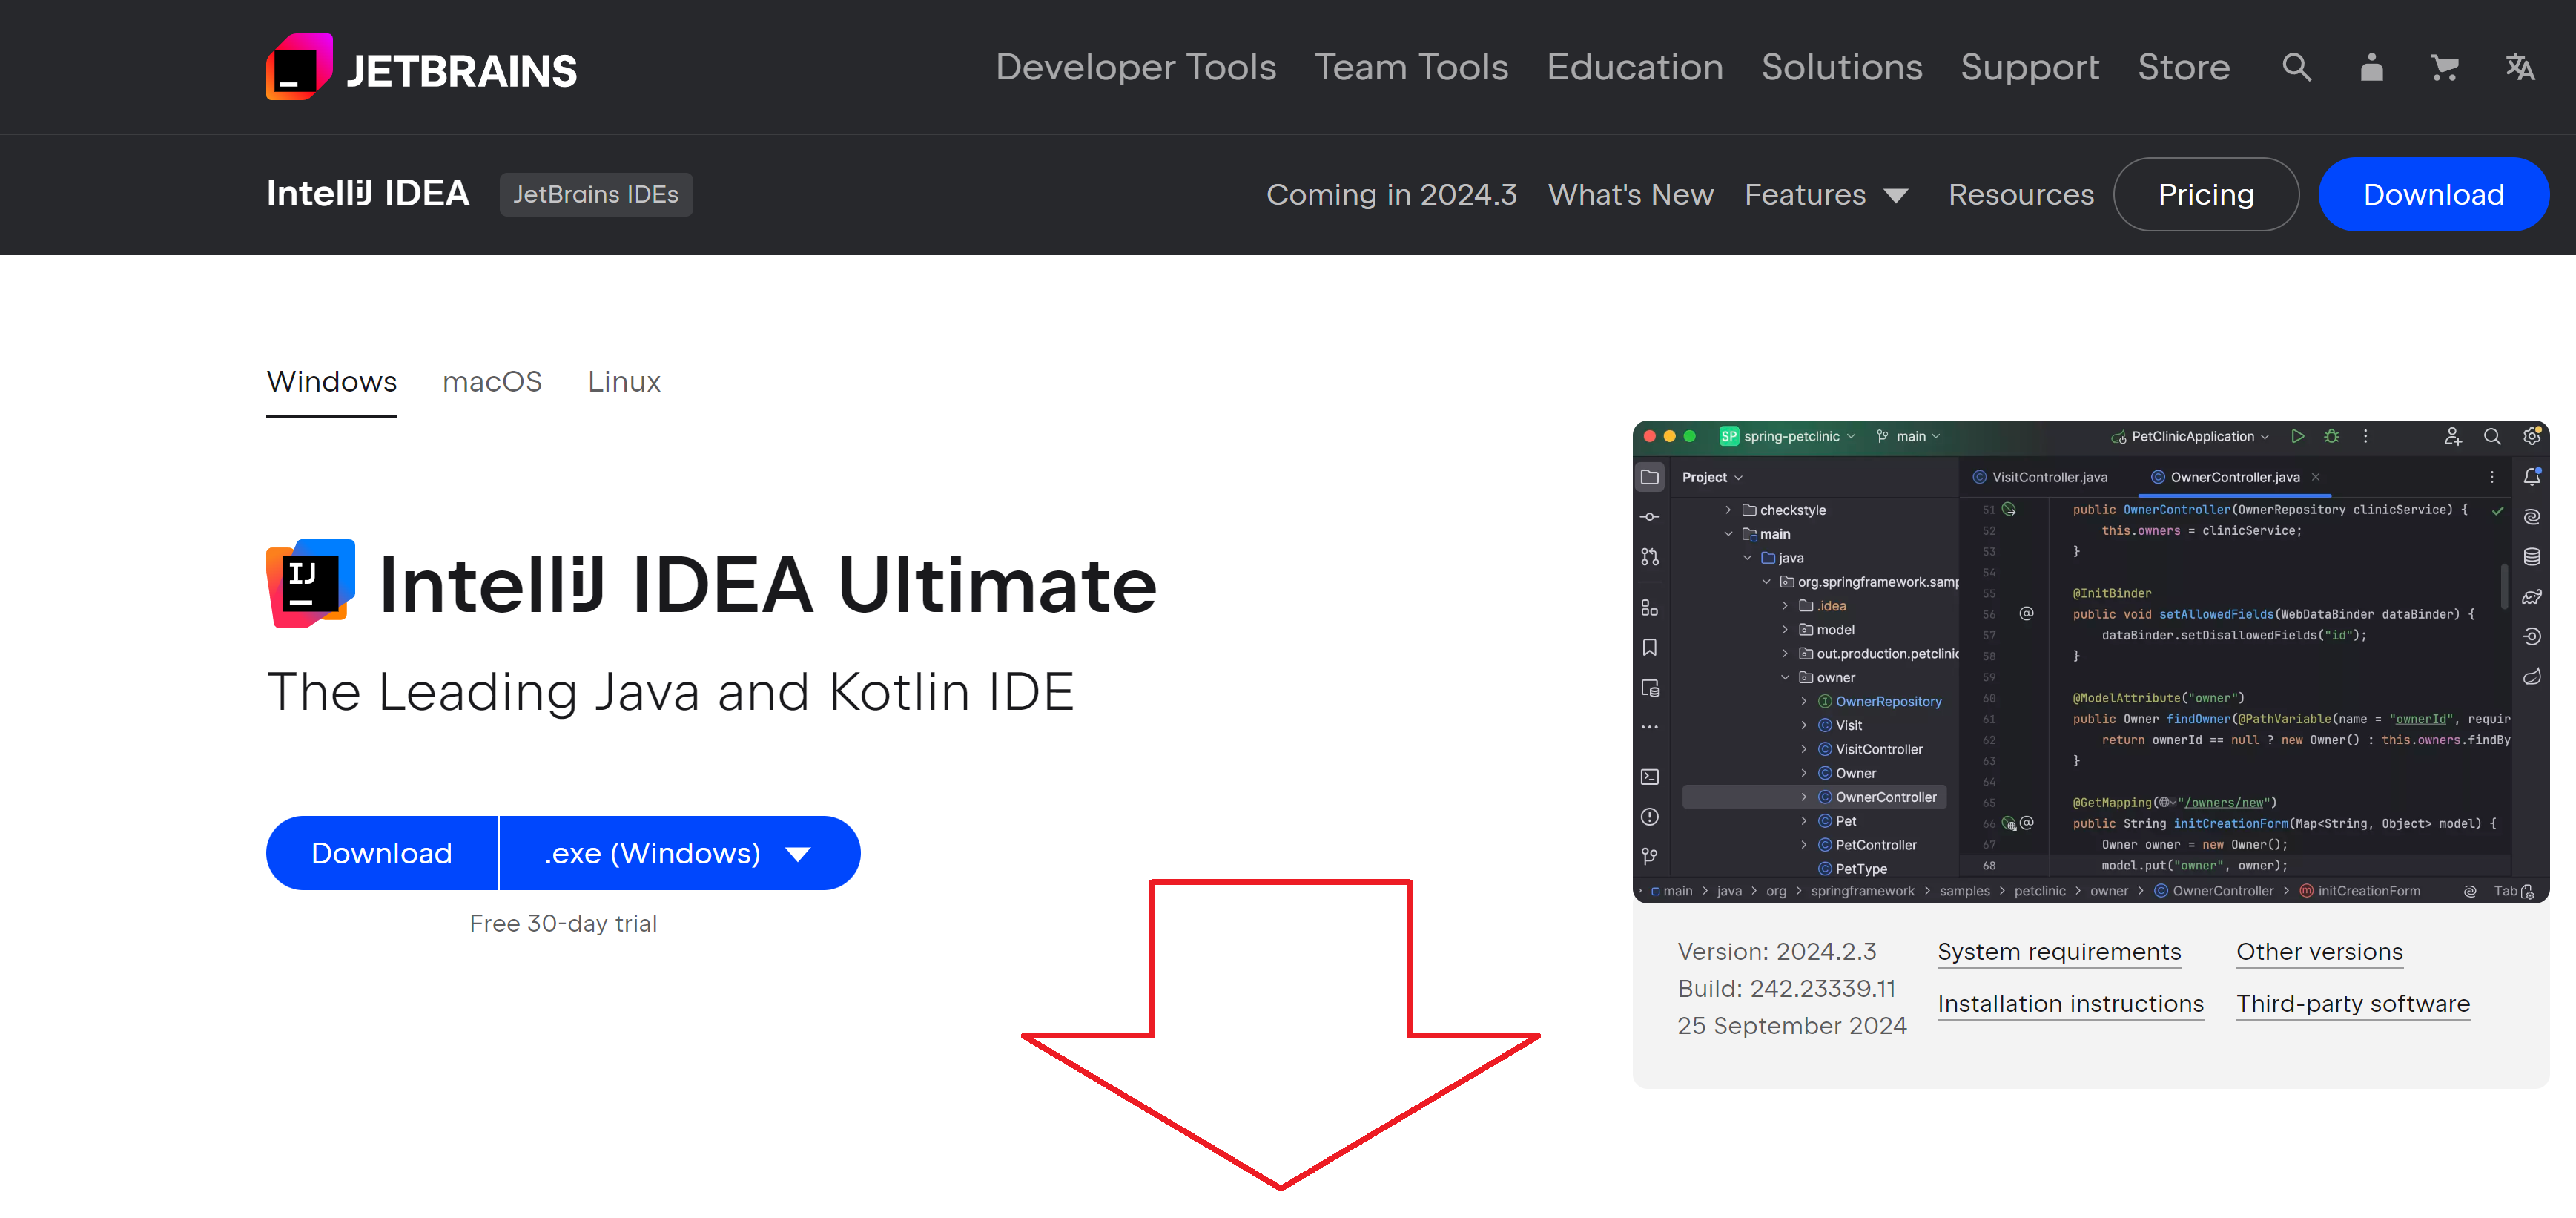 JETBRAINS
Developer Tools Team Tools Education Solutions Support Store
IntelliJ IDEA JetBrains IDEs
Coming in 2024.3 What's New Features Resources Pricing Download
Windows macOS Linux
IJ
IntelliJ IDEA Ultimate
The Leading Java and Kotlin IDE
Download .exe (Windows)
Free 30-day trial
SP spring-petclinic main PetClinicApplication
Project
checkstyle
main
java
org.springframework.samp
.idea
model
out.production.petclinic
owner
OwnerRepository
Visit
VisitController
Owner
OwnerController
Pet
PetController
PetType
VisitController.java OwnerController.java
51 public OwnerController(OwnerRepository clinicService) {
52 this.owners = clinicService;
53 }
54
55 @InitBinder
56 public void setAllowedFields(WebDataBinder dataBinder) {
57 dataBinder.setDisallowedFields("id");
58 }
59
60 @ModelAttribute("owner")
61 public Owner findOwner(@PathVariable(name = "ownerId", requir
62 return ownerId == null ? new Owner() : this.owners.findBy
63 }
64
65 @GetMapping("/owners/new")
66 public String initCreationForm(Map<String, Object> model) {
67 Owner owner = new Owner();
68 model.put("owner", owner);
main > java > org > springframework > samples > petclinic > owner > OwnerController > initCreationForm Tab
Version: 2024.2.3
Build: 242.23339.11
25 September 2024
System requirements
Installation instructions
Other versions
Third-party software